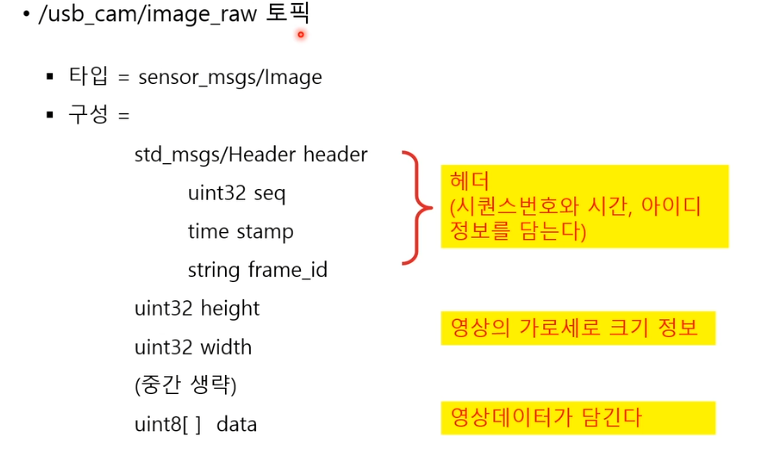 • /usb_cam/image_raw 토픽
▪ 타입 = sensor_msgs/Image
▪ 구성 =
std_msgs/Header header
uint32 seq
time stamp
string frame_id
헤더
(시퀀스번호와 시간, 아이디
정보를 담는다)
uint32 height
uint32 width
영상의 가로세로 크기 정보
(중간 생략)
uint8[ ] data
영상데이터가 담긴다